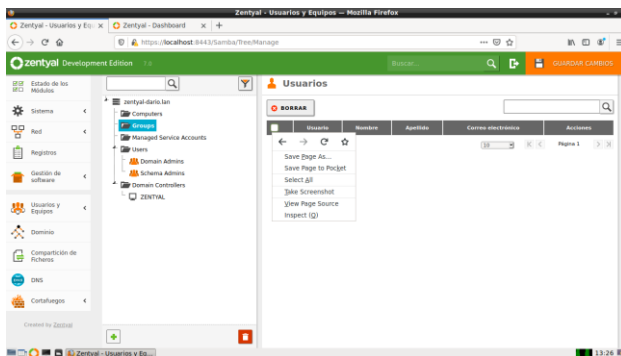 Zentyal - Usuarios y Equipos — Mozilla Firefox
Zentyal - Usuarios y Equ
Zentyal - Dashboard
https://localhost:8443/Samba/Tree/Manage
zentyal Development Edition
Buscar...
GUARDAR CAMBIOS
Estado de los
Módulos
Sistema
Red
Registros
Gestión de
software
Usuarios y
Equipos
Dominio
Compartición de
Ficheros
DNS
Cortafuegos
Created by Zentyal
zentyal-dario.lan
Computers
Groups
Managed Service Accounts
Users
Domain Admins
Schema Admins
Domain Controllers
ZENTYAL
Usuarios
BORRAR
Usuario Nombre Apellido Correo electrónico Acciones
10
Página 1
Save Page As...
Save Page to Pocket
Select All
Take Screenshot
View Page Source
Inspect (Q)
Zentyal - Usuarios y Eq...
13:26